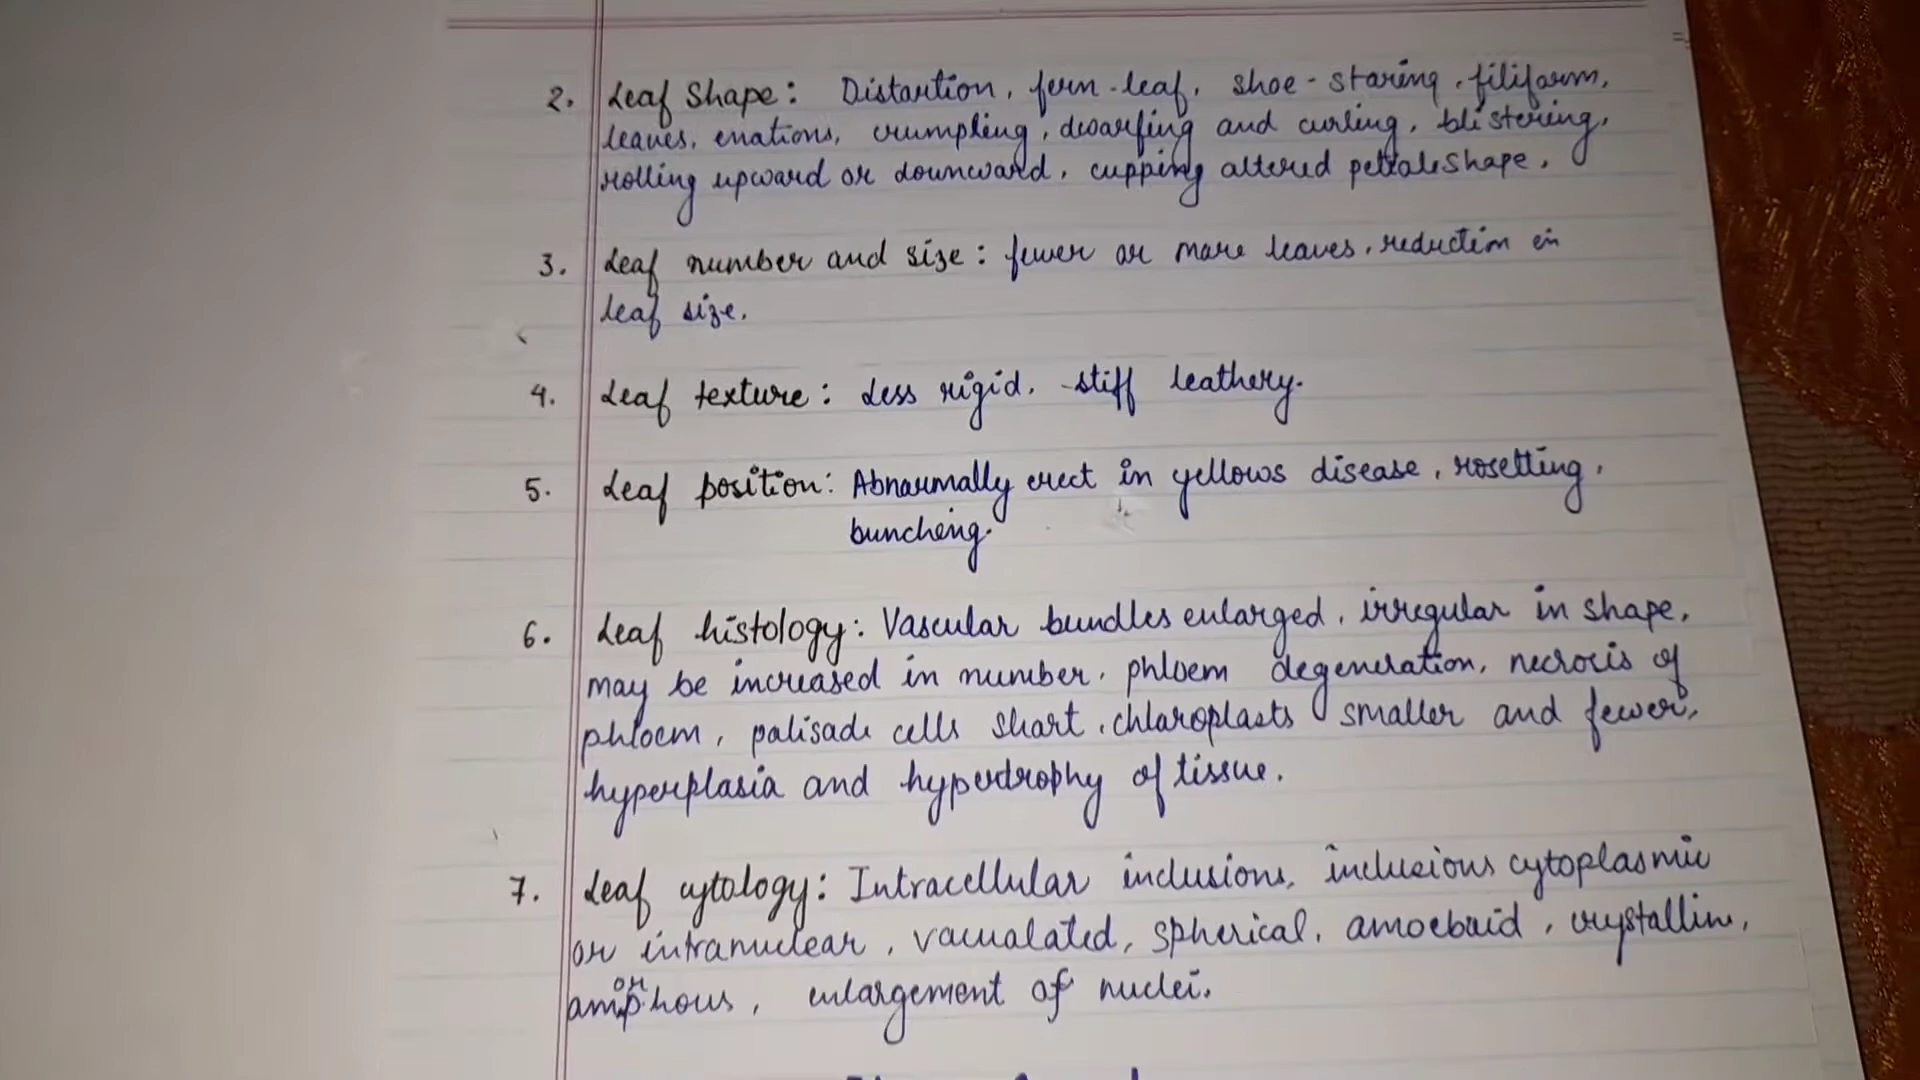 2. Leaf Shape: Distortion, fern-leaf, shoe-staring, filiform,
leaves, enations, crumpling, dwarfing and curling, blistering,
rolling upward or downward, cupping altered petiole shape.
3. Leaf number and size: fewer or more leaves, reduction in
leaf size.
4. Leaf texture: Less rigid, stiff leathery.
5. Leaf position: Abnormally erect in yellows disease, rosetting,
bunching.
6. Leaf histology: Vascular bundles enlarged, irregular in shape,
may be increased in number, phloem degeneration, necrosis of
phloem, palisade cells short, chloroplasts smaller and fewer,
hyperplasia and hypertrophy of tissue.
7. Leaf cytology: Intracellular inclusions, inclusions cytoplasmic
or intranuclear, vacuolated, spherical, amoeboid, crystalline,
amorphous, enlargement of nuclei.